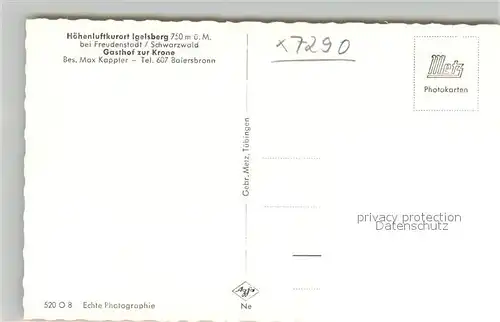 Höhenluftkurort Igelsberg 750 m ü. M.
bei Freudenstadt / Schwarzwald
Gasthof zur Krone
Bes. Max Kappler – Tel. 607 Baiersbronn
x7290
Metz
Photokarten
Gebr. Metz, Tübingen
privacy protection
Datenschutz
Agfa
520 O 8 Echte Photographie
Ne